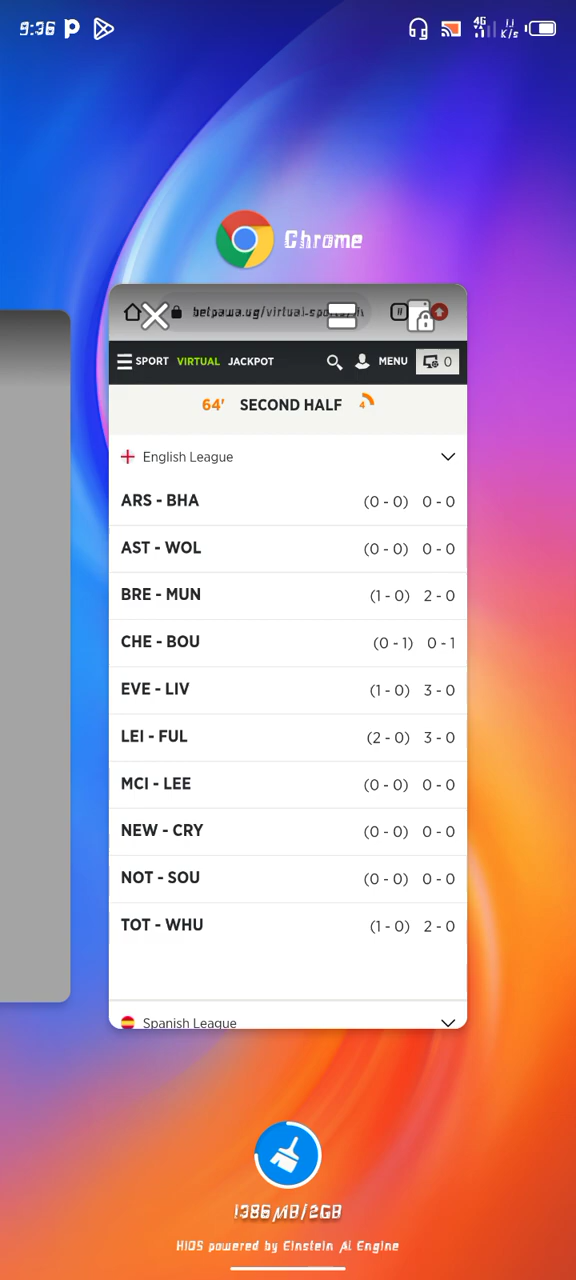 9:36
4G
K/s
Chrome
betpawa.ug/virtual-spo
SPORT VIRTUAL JACKPOT MENU 0
64' SECOND HALF 4
English League
ARS - BHA (0 - 0) 0 - 0
AST - WOL (0 - 0) 0 - 0
BRE - MUN (1 - 0) 2 - 0
CHE - BOU (0 - 1) 0 - 1
EVE - LIV (1 - 0) 3 - 0
LEI - FUL (2 - 0) 3 - 0
MCI - LEE (0 - 0) 0 - 0
NEW - CRY (0 - 0) 0 - 0
NOT - SOU (0 - 0) 0 - 0
TOT - WHU (1 - 0) 2 - 0
Spanish League
1386MB/2GB
HiOS powered by Einstein AI Engine